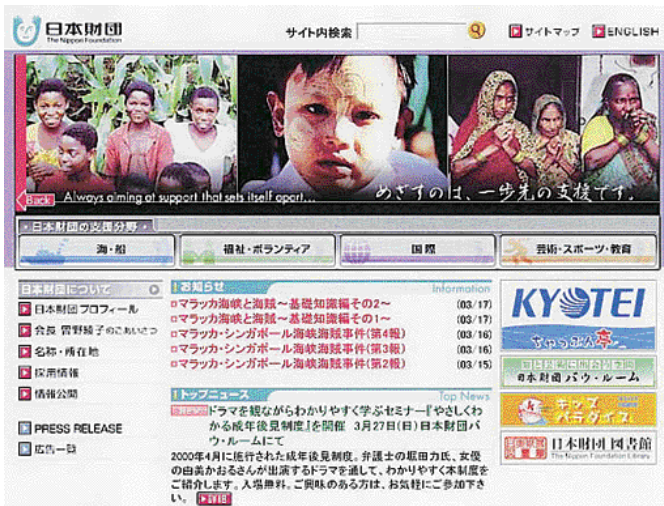 日本財団
The Nippon Foundation
サイト内検索
サイトマップ
ENGLISH
Back
Always aiming at support that sets itself apart...
めざすのは、一歩先の支援です。
・日本財団の支援分野・
海・船
福祉・ボランティア
国際
芸術・スポーツ・教育
日本財団について
日本財団プロフィール
会長 曽野綾子のごあいさつ
名称・所在地
採用情報
情報公開
PRESS RELEASE
広告一覧
お知らせ
Information
マラッカ海峡と海賊～基礎知識編その2～ (03/17)
マラッカ海峡と海賊～基礎知識編その1～ (03/17)
マラッカ・シンガポール海峡海賊事件(第4報) (03/16)
マラッカ・シンガポール海峡海賊事件(第3報) (03/16)
マラッカ・シンガポール海峡海賊事件(第2報) (03/15)
トップニュース
Top News
ドラマを観ながらわかりやすく学ぶセミナー『やさしくわ
かる成年後見制度』を開催 3月27日(日)日本財団バ
ウ・ルームにて
2000年4月に施行された成年後見制度。弁護士の堀田力氏、女優
の由美かおるさんが出演するドラマを通して、わかりやすく本制度を
ご紹介します。入場無料。ご興味のある方は、お気軽にご参加下さ
い。
詳細
KYOTEI
ちゃっぷん亭
日本財団バウ・ルーム
キッズ
パラダイス
日本財団図書館
The Nippon Foundation Library